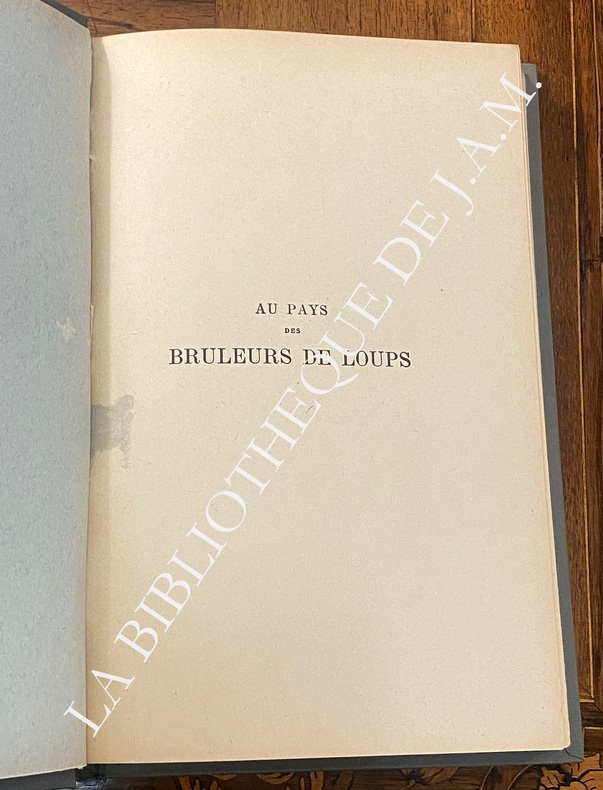 AU PAYS
DES
BRULEURS DE LOUPS
LA BIBLIOTHEQUE DE J.A.M.